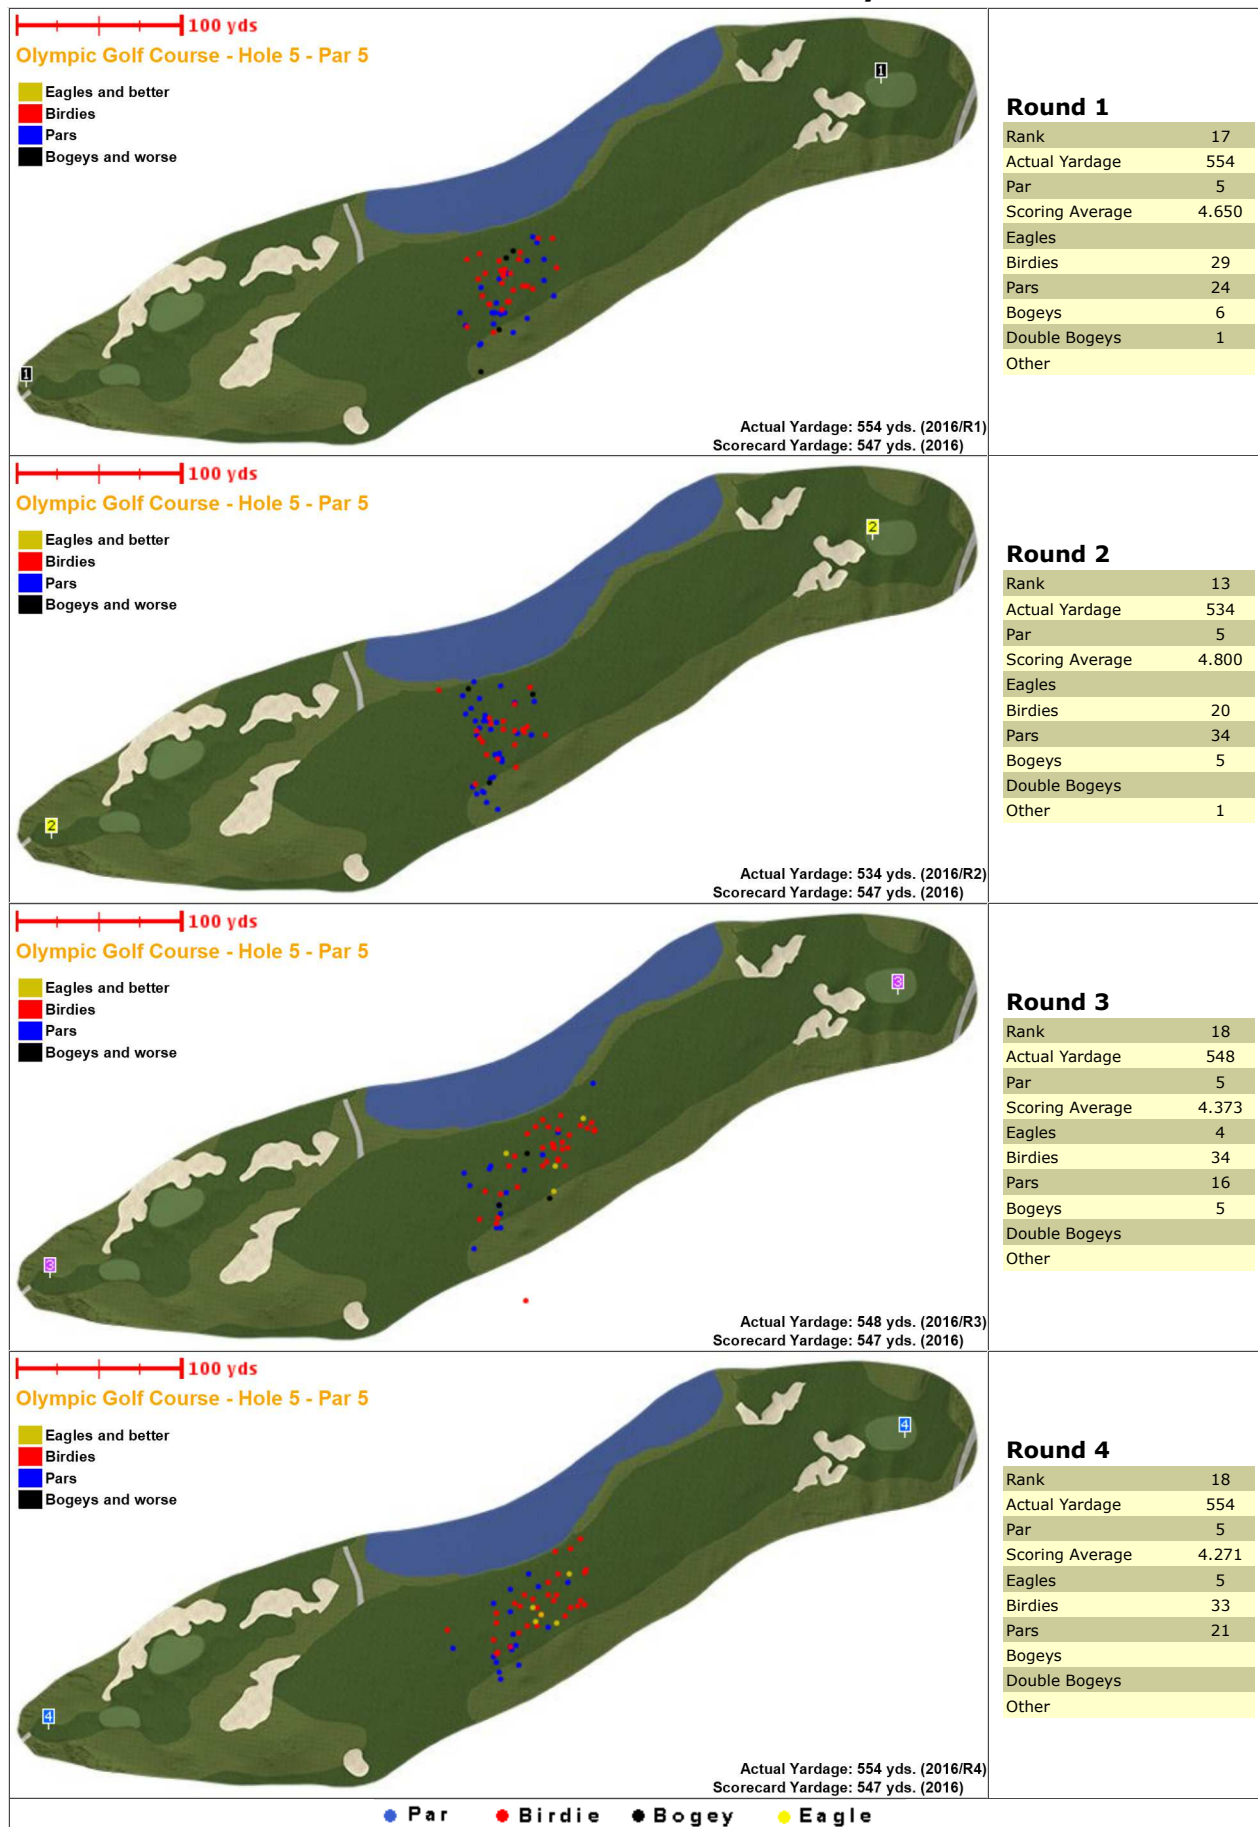 100 yds
Olympic Golf Course - Hole 5 - Par 5
Eagles and better
Birdies
Pars
Bogeys and worse
1
1
Actual Yardage: 554 yds. (2016/R1)
Scorecard Yardage: 547 yds. (2016)
Round 1
Rank 17
Actual Yardage 554
Par 5
Scoring Average 4.650
Eagles
Birdies 29
Pars 24
Bogeys 6
Double Bogeys 1
Other
100 yds
Olympic Golf Course - Hole 5 - Par 5
Eagles and better
Birdies
Pars
Bogeys and worse
2
2
Actual Yardage: 534 yds. (2016/R2)
Scorecard Yardage: 547 yds. (2016)
Round 2
Rank 13
Actual Yardage 534
Par 5
Scoring Average 4.800
Eagles
Birdies 20
Pars 34
Bogeys 5
Double Bogeys
Other 1
100 yds
Olympic Golf Course - Hole 5 - Par 5
Eagles and better
Birdies
Pars
Bogeys and worse
3
3
Actual Yardage: 548 yds. (2016/R3)
Scorecard Yardage: 547 yds. (2016)
Round 3
Rank 18
Actual Yardage 548
Par 5
Scoring Average 4.373
Eagles 4
Birdies 34
Pars 16
Bogeys 5
Double Bogeys
Other
100 yds
Olympic Golf Course - Hole 5 - Par 5
Eagles and better
Birdies
Pars
Bogeys and worse
4
4
Actual Yardage: 554 yds. (2016/R4)
Scorecard Yardage: 547 yds. (2016)
Round 4
Rank 18
Actual Yardage 554
Par 5
Scoring Average 4.271
Eagles 5
Birdies 33
Pars 21
Bogeys
Double Bogeys
Other
Par Birdie Bogey Eagle